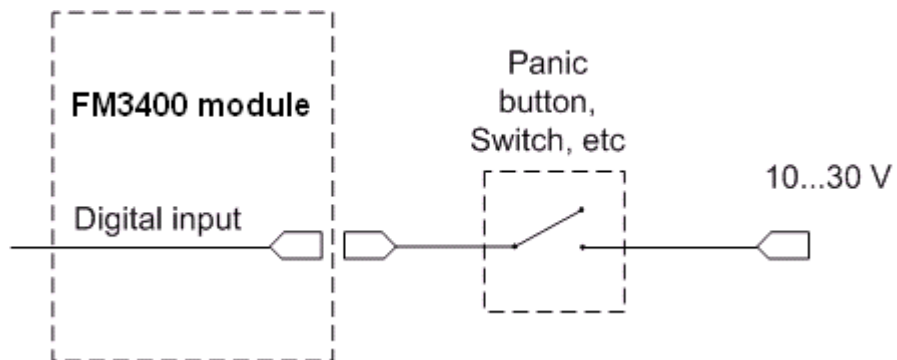 FM3400 module
Digital input
Panic
button,
Switch, etc
10...30 V